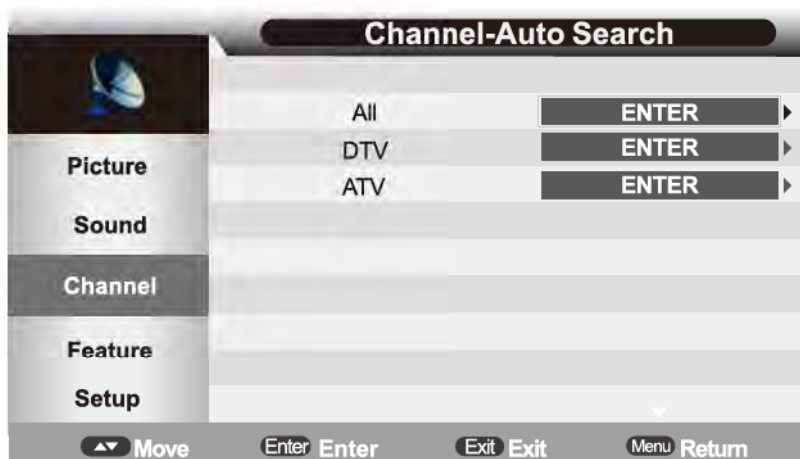 Channel-Auto Search
All ENTER
DTV ENTER
ATV ENTER
Picture
Sound
Channel
Feature
Setup
Move Enter Enter Exit Exit Menu Return